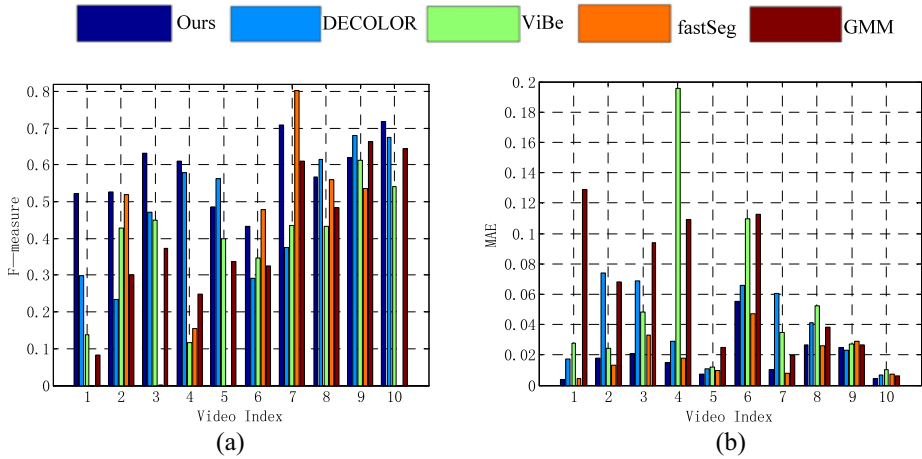 Ours DECOLOR ViBe fastSeg GMM
F-measure
0.8
0.7
0.6
0.5
0.4
0.3
0.2
0.1
0
1 2 3 4 5 6 7 8 9 10
Video Index
(a)
MAE
0.2
0.18
0.16
0.14
0.12
0.1
0.08
0.06
0.04
0.02
0
1 2 3 4 5 6 7 8 9 10
Video Index
(b)